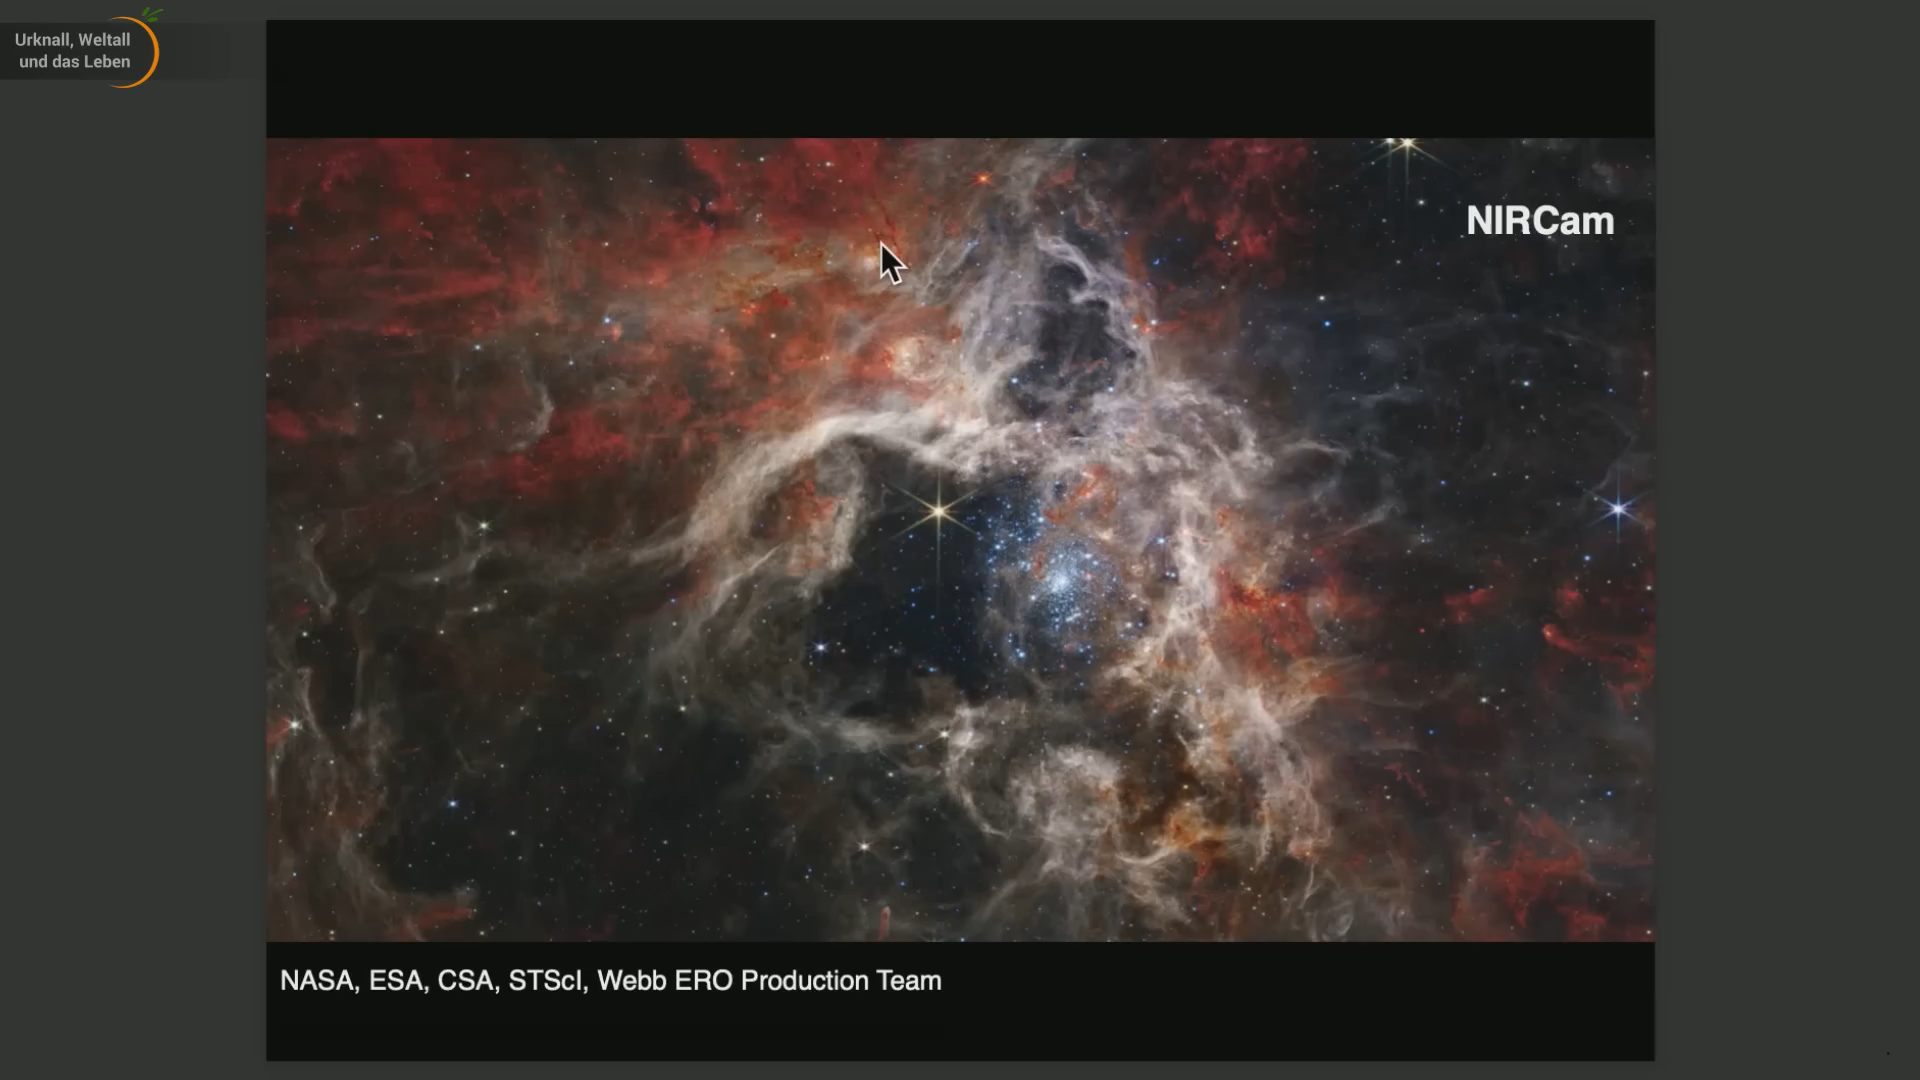 Urknall, Weltall
und das Leben
NIRCam
NASA, ESA, CSA, STScI, Webb ERO Production Team